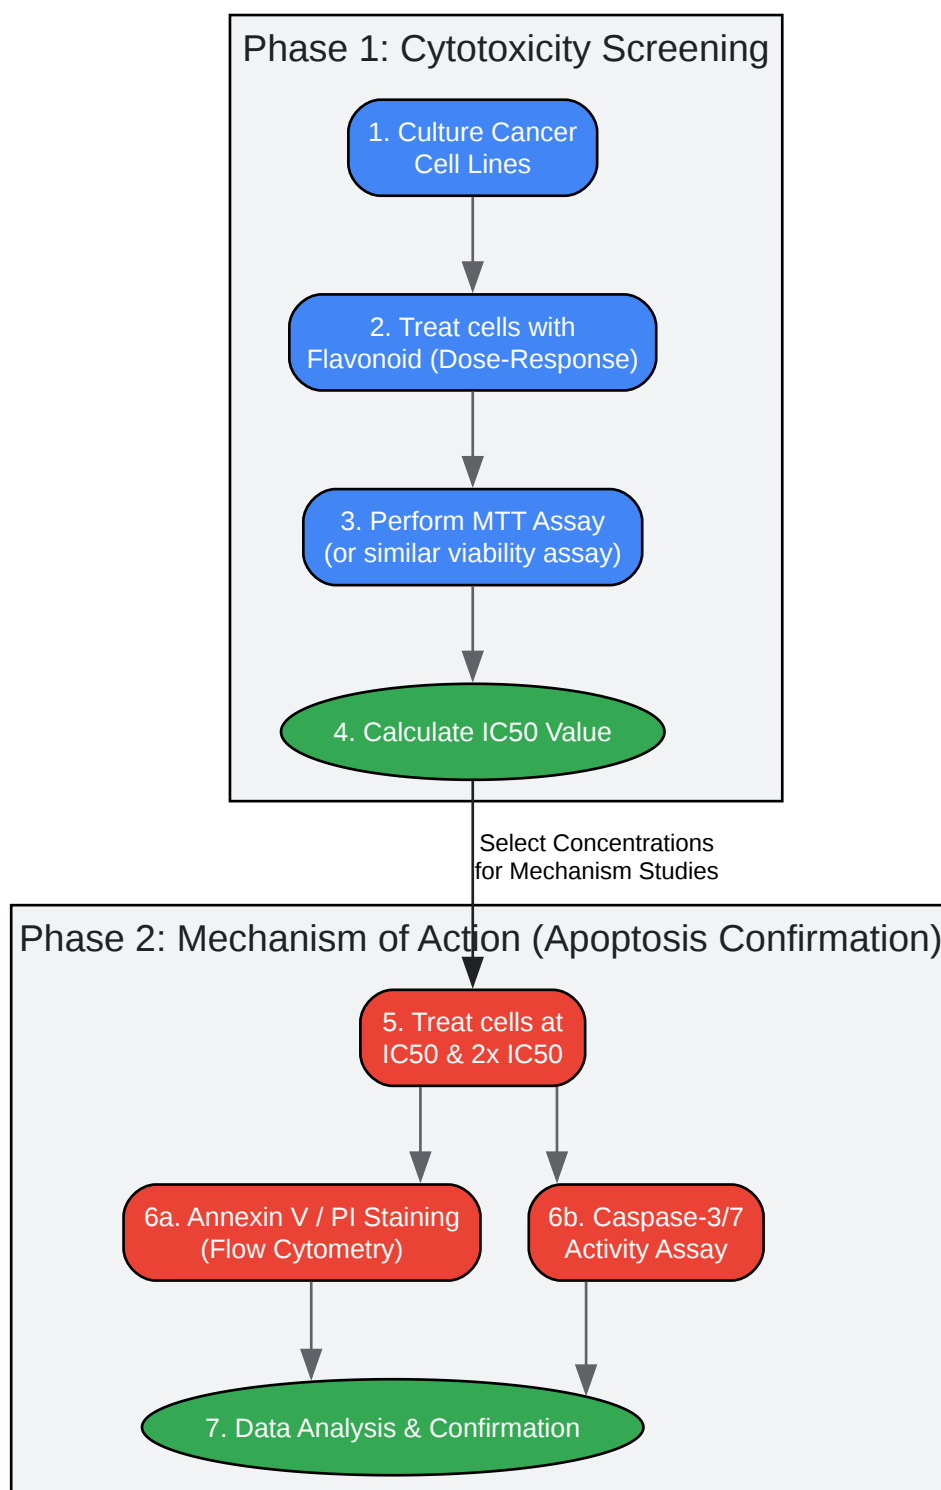 Phase 1: Cytotoxicity Screening
1. Culture Cancer
Cell Lines
2. Treat cells with
Flavonoid (Dose-Response)
3. Perform MTT Assay
(or similar viability assay)
4. Calculate IC50 Value
Select Concentrations
for Mechanism Studies
Phase 2: Mechanism of Action (Apoptosis Confirmation)
5. Treat cells at
IC50 & 2x IC50
6a. Annexin V / PI Staining
(Flow Cytometry)
6b. Caspase-3/7
Activity Assay
7. Data Analysis & Confirmation